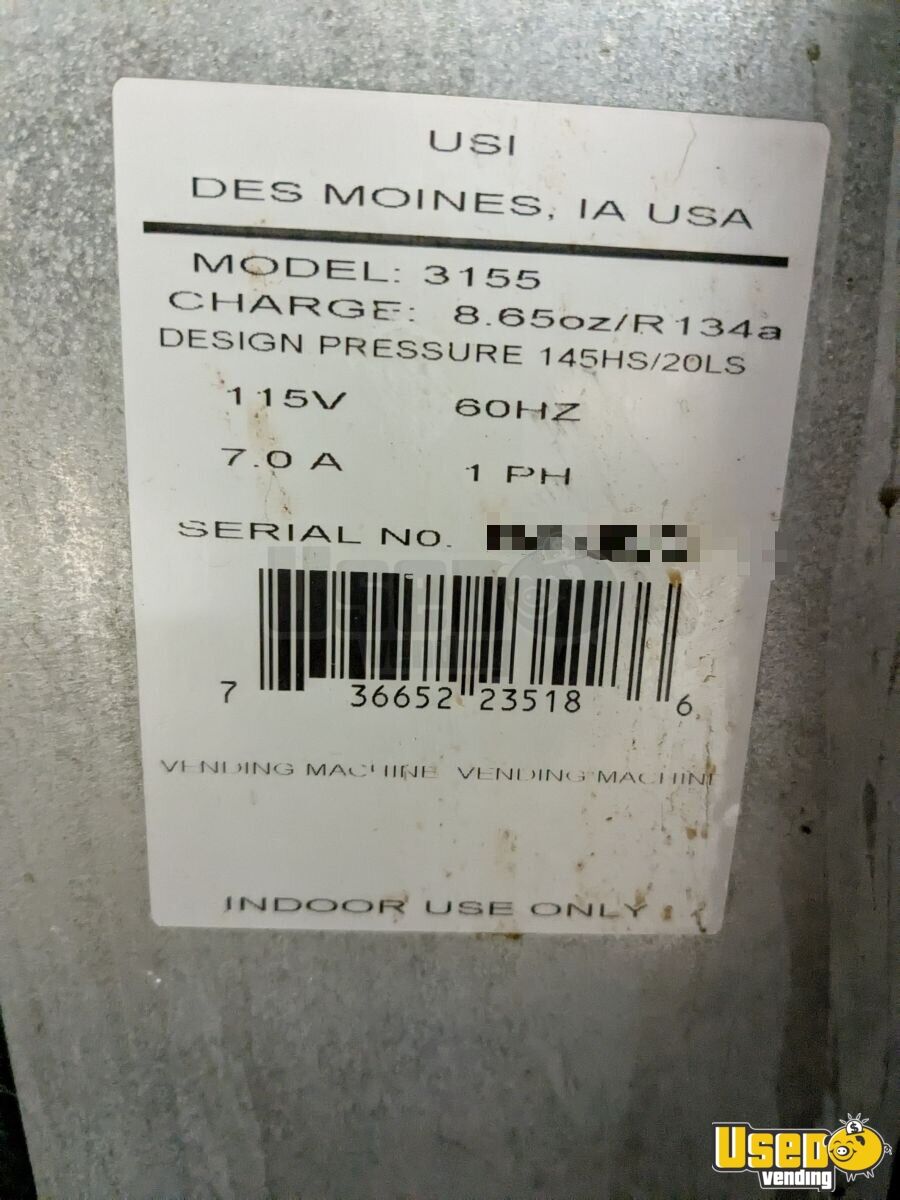 USI
DES MOINES, IA USA
MODEL: 3155
CHARGE: 8.65oz/R134a
DESIGN PRESSURE 145HS/20LS
115V 60HZ
7.0 A 1 PH
SERIAL NO.
7 36652 23518 6
VENDING MACHINE VENDING MACHINE
INDOOR USE ONLY
Used
vending